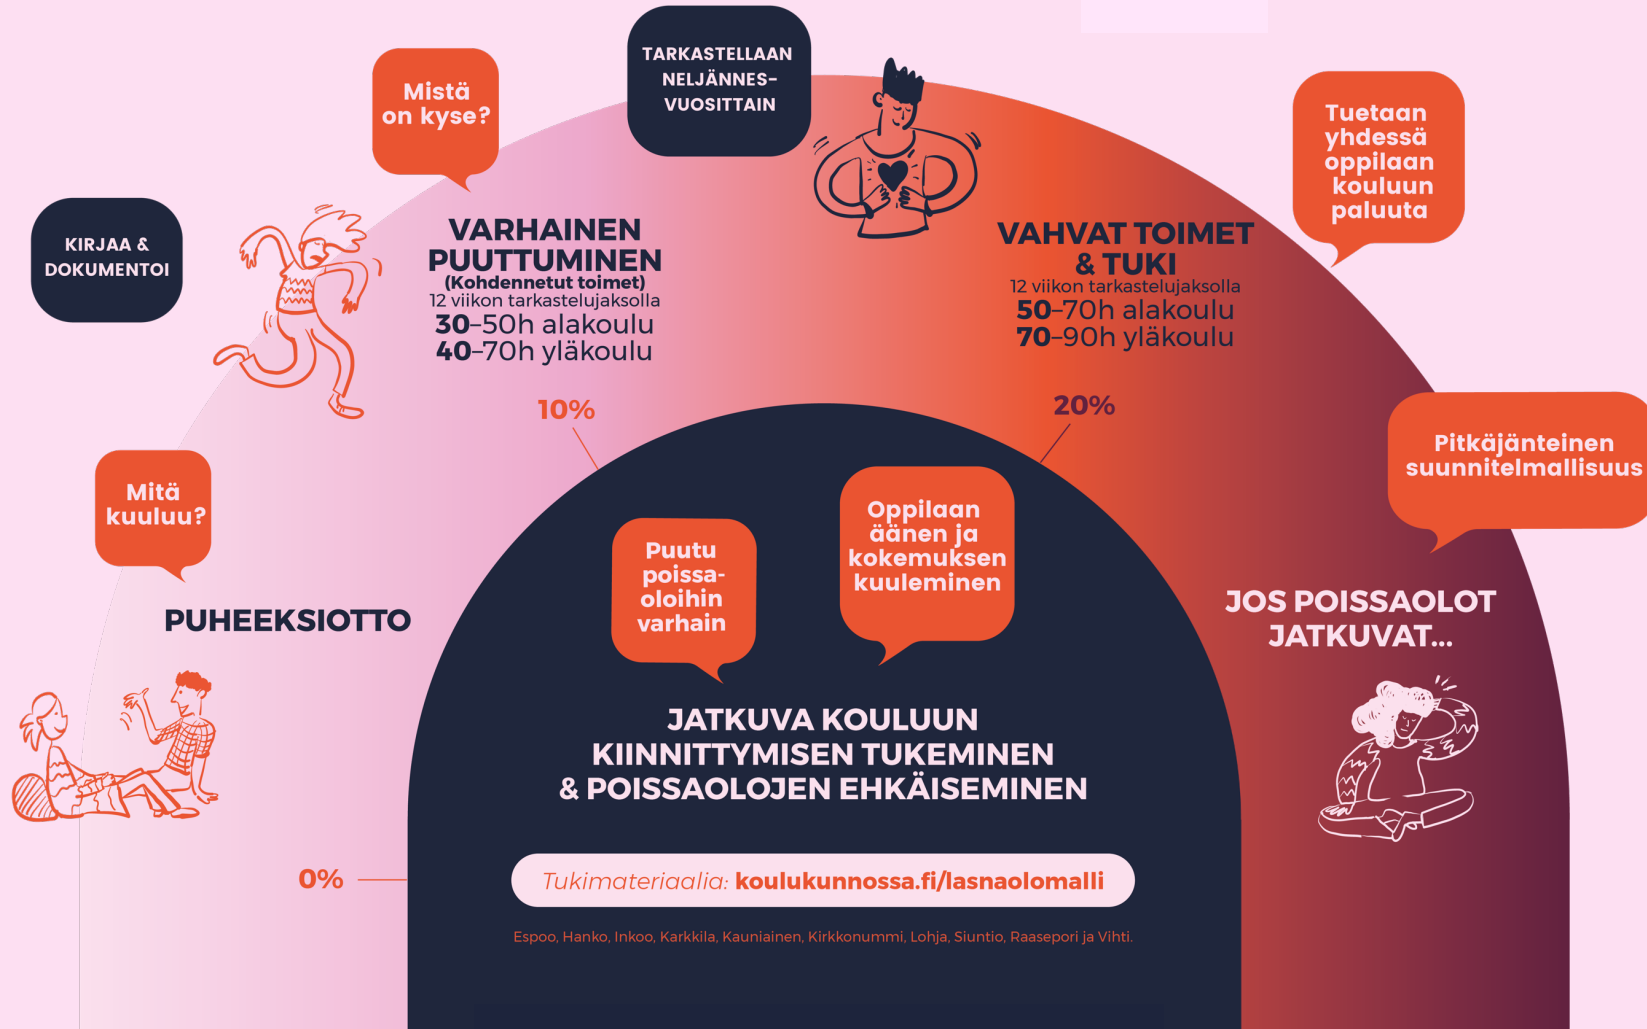 TARKASTELLAAN
NELJÄNNES-
VUOSITTAIN
Mistä
on kyse?
Tuetaan
yhdessä
oppilaan
kouluun
paluuta
KIRJAA &
DOKUMENTOI
VARHAINEN
PUUTTUMINEN
(Kohdennetut toimet)
12 viikon tarkastelujaksolla
30–50h alakoulu
40–70h yläkoulu
VAHVAT TOIMET
& TUKI
12 viikon tarkastelujaksolla
50–70h alakoulu
70–90h yläkoulu
10%
20%
Pitkäjänteinen
suunnitelmallisuus
Mitä
kuuluu?
Puutu
poissa-
oloihin
varhain
Oppilaan
äänen ja
kokemuksen
kuuleminen
PUHEEKSIOTTO
JOS POISSAOLOT
JATKUVAT...
JATKUVA KOULUUN
KIINNITTYMISEN TUKEMINEN
& POISSAOLOJEN EHKÄISEMINEN
0%
Tukimateriaalia: koulukunnossa.fi/lasnaolomalli
Espoo, Hanko, Inkoo, Karkkila, Kauniainen, Kirkkonummi, Lohja, Siuntio, Raasepori ja Vihti.